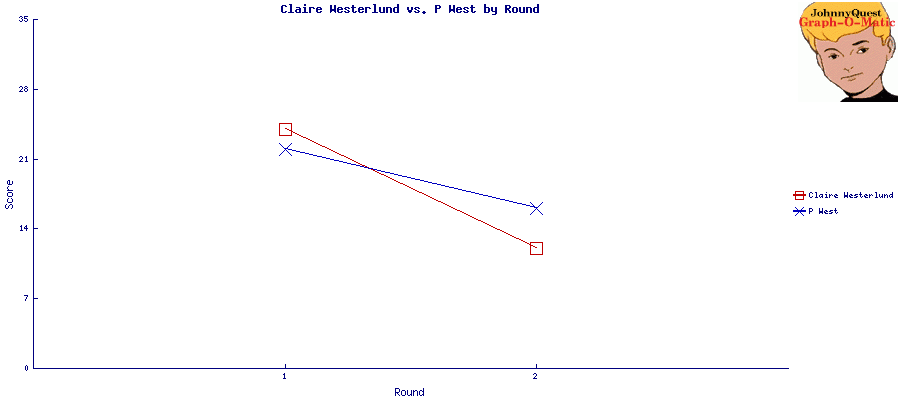 Claire Westerlund vs. P West by Round
JohnnyQuest
Graph-O-Matic
35
28
21
14
7
0
Score
1
2
Round
Claire Westerlund
P West